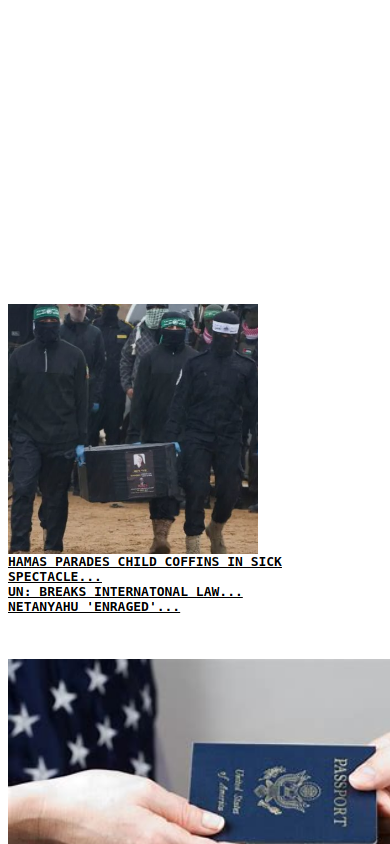 HAMAS PARADES CHILD COFFINS IN SICK
SPECTACLE...
UN: BREAKS INTERNATONAL LAW...
NETANYAHU 'ENRAGED'...
PASSPORT
United States
of America